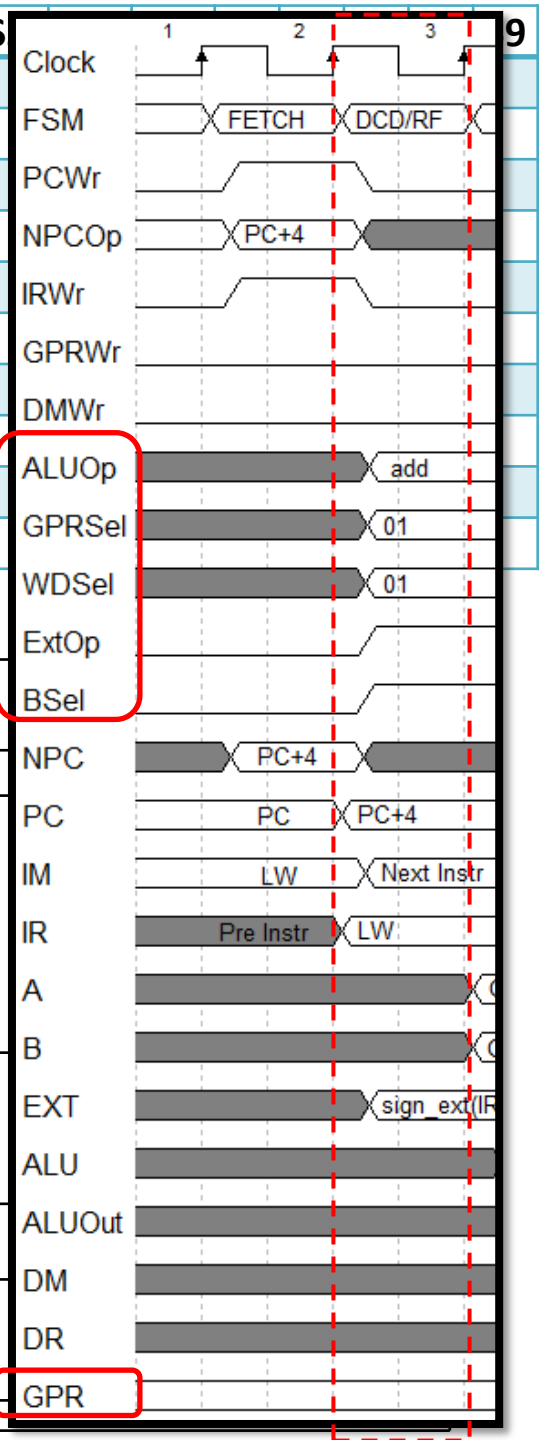 S 1 2 3 9
Clock
FSM FETCH DCD/RF
PCWr
NPCOp PC+4
IRWr
GPRWr
DMWr
ALUOp add
GPRSel 01
WDSel 01
ExtOp
BSel
NPC PC+4
PC PC PC+4
IM LW Next Instr
IR Pre Instr LW
A
B
EXT sign_ext(IR
ALU
ALUOut
DM
DR
GPR